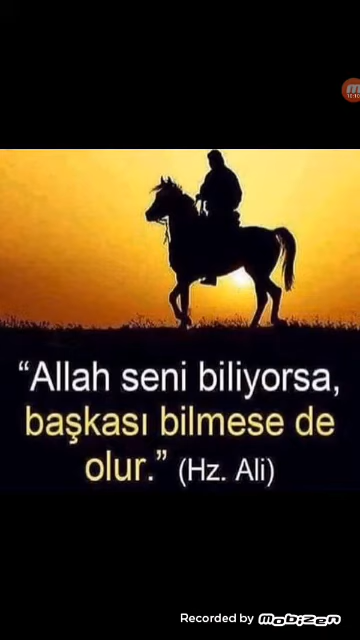 “Allah seni biliyorsa,
başkası bilmese de
olur.” (Hz. Ali)
Recorded by mobizen